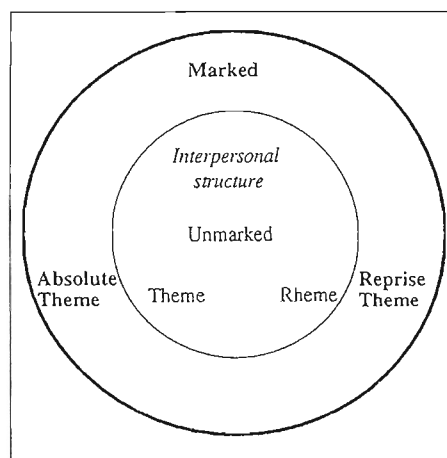 Marked
Interpersonal
structure
Unmarked
Absolute
Theme
Theme
Rheme
Reprise
Theme